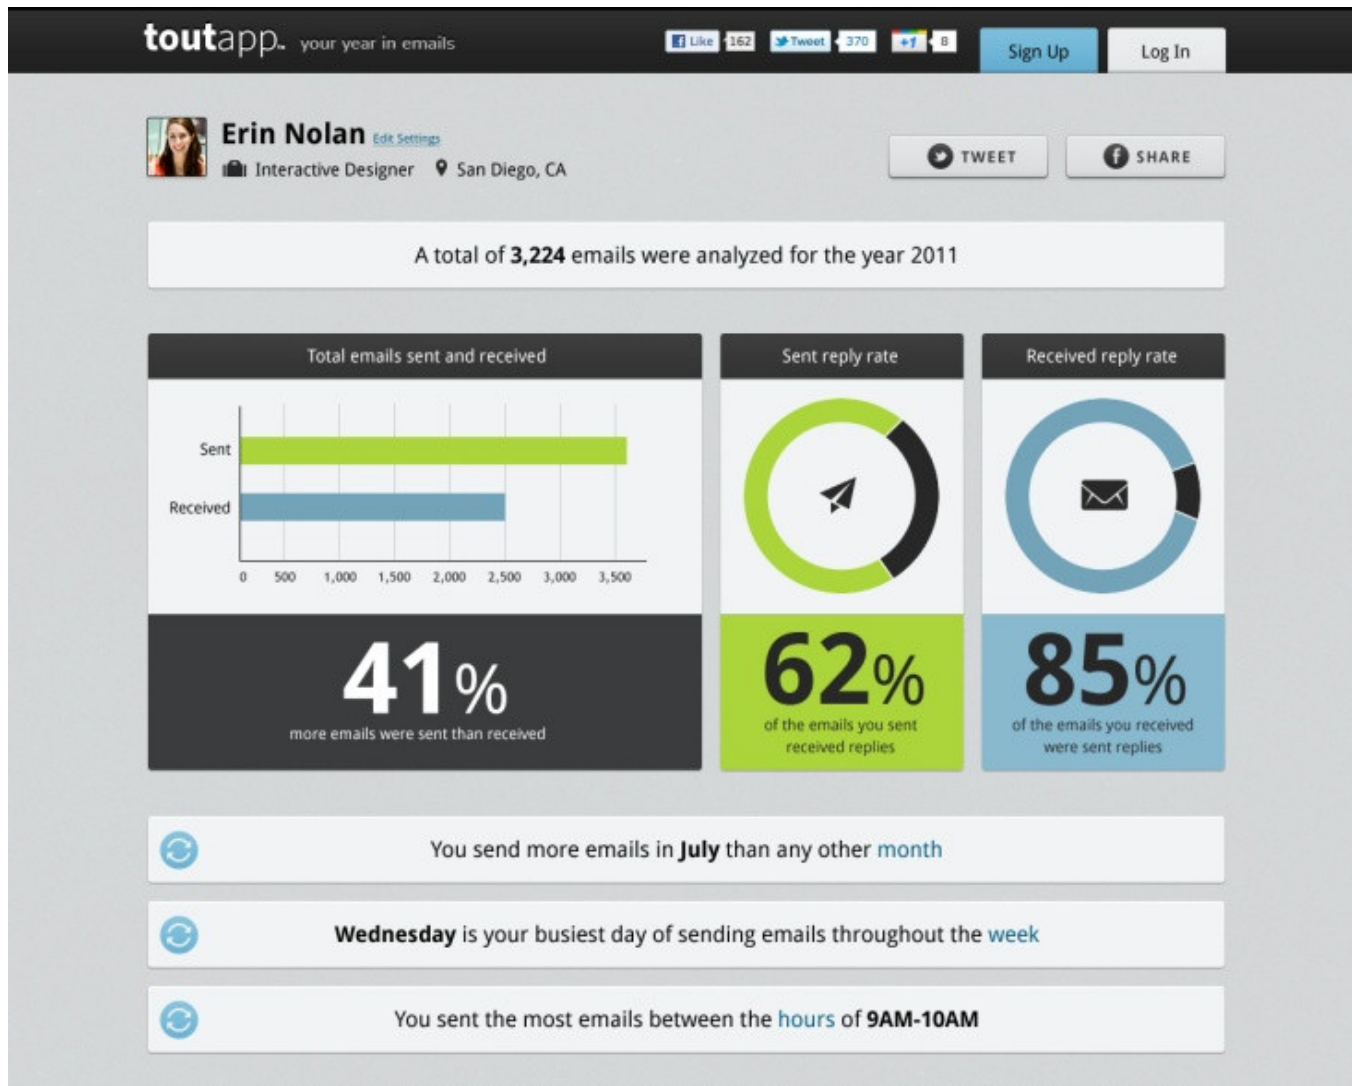 toutapp. your year in emails
Like 162 Tweet 370 +1 8 Sign Up Log In
Erin Nolan Edit Settings
Interactive Designer San Diego, CA
TWEET SHARE
A total of 3,224 emails were analyzed for the year 2011
Total emails sent and received
Sent
Received
0 500 1,000 1,500 2,000 2,500 3,000 3,500
41%
more emails were sent than received
Sent reply rate
62%
of the emails you sent
received replies
Received reply rate
85%
of the emails you received
were sent replies
You send more emails in July than any other month
Wednesday is your busiest day of sending emails throughout the week
You sent the most emails between the hours of 9AM-10AM